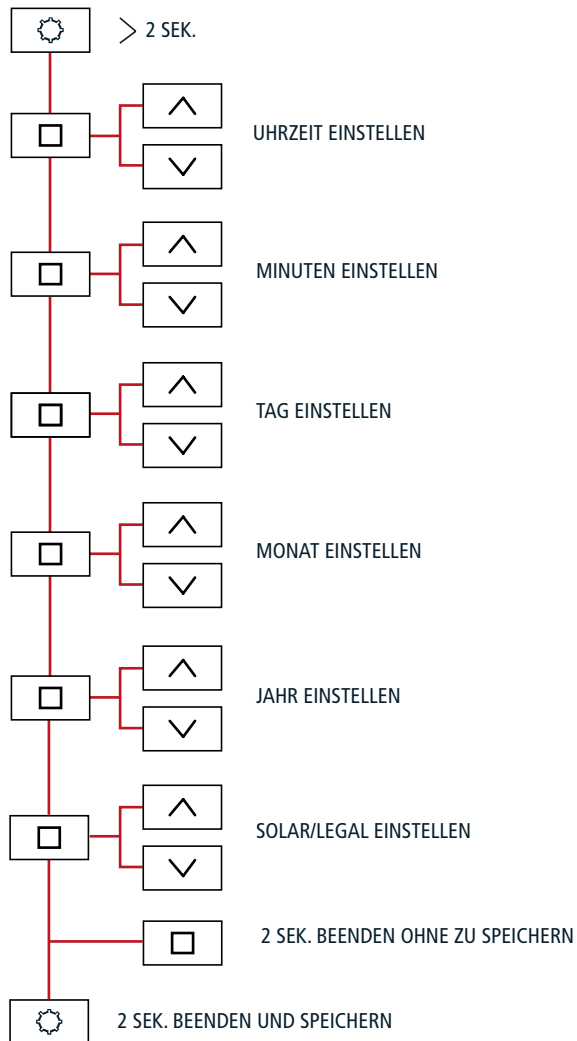 > 2 SEK.
UHRZEIT EINSTELLEN
MINUTEN EINSTELLEN
TAG EINSTELLEN
MONAT EINSTELLEN
JAHR EINSTELLEN
SOLAR/LEGAL EINSTELLEN
2 SEK. BEENDEN OHNE ZU SPEICHERN
2 SEK. BEENDEN UND SPEICHERN